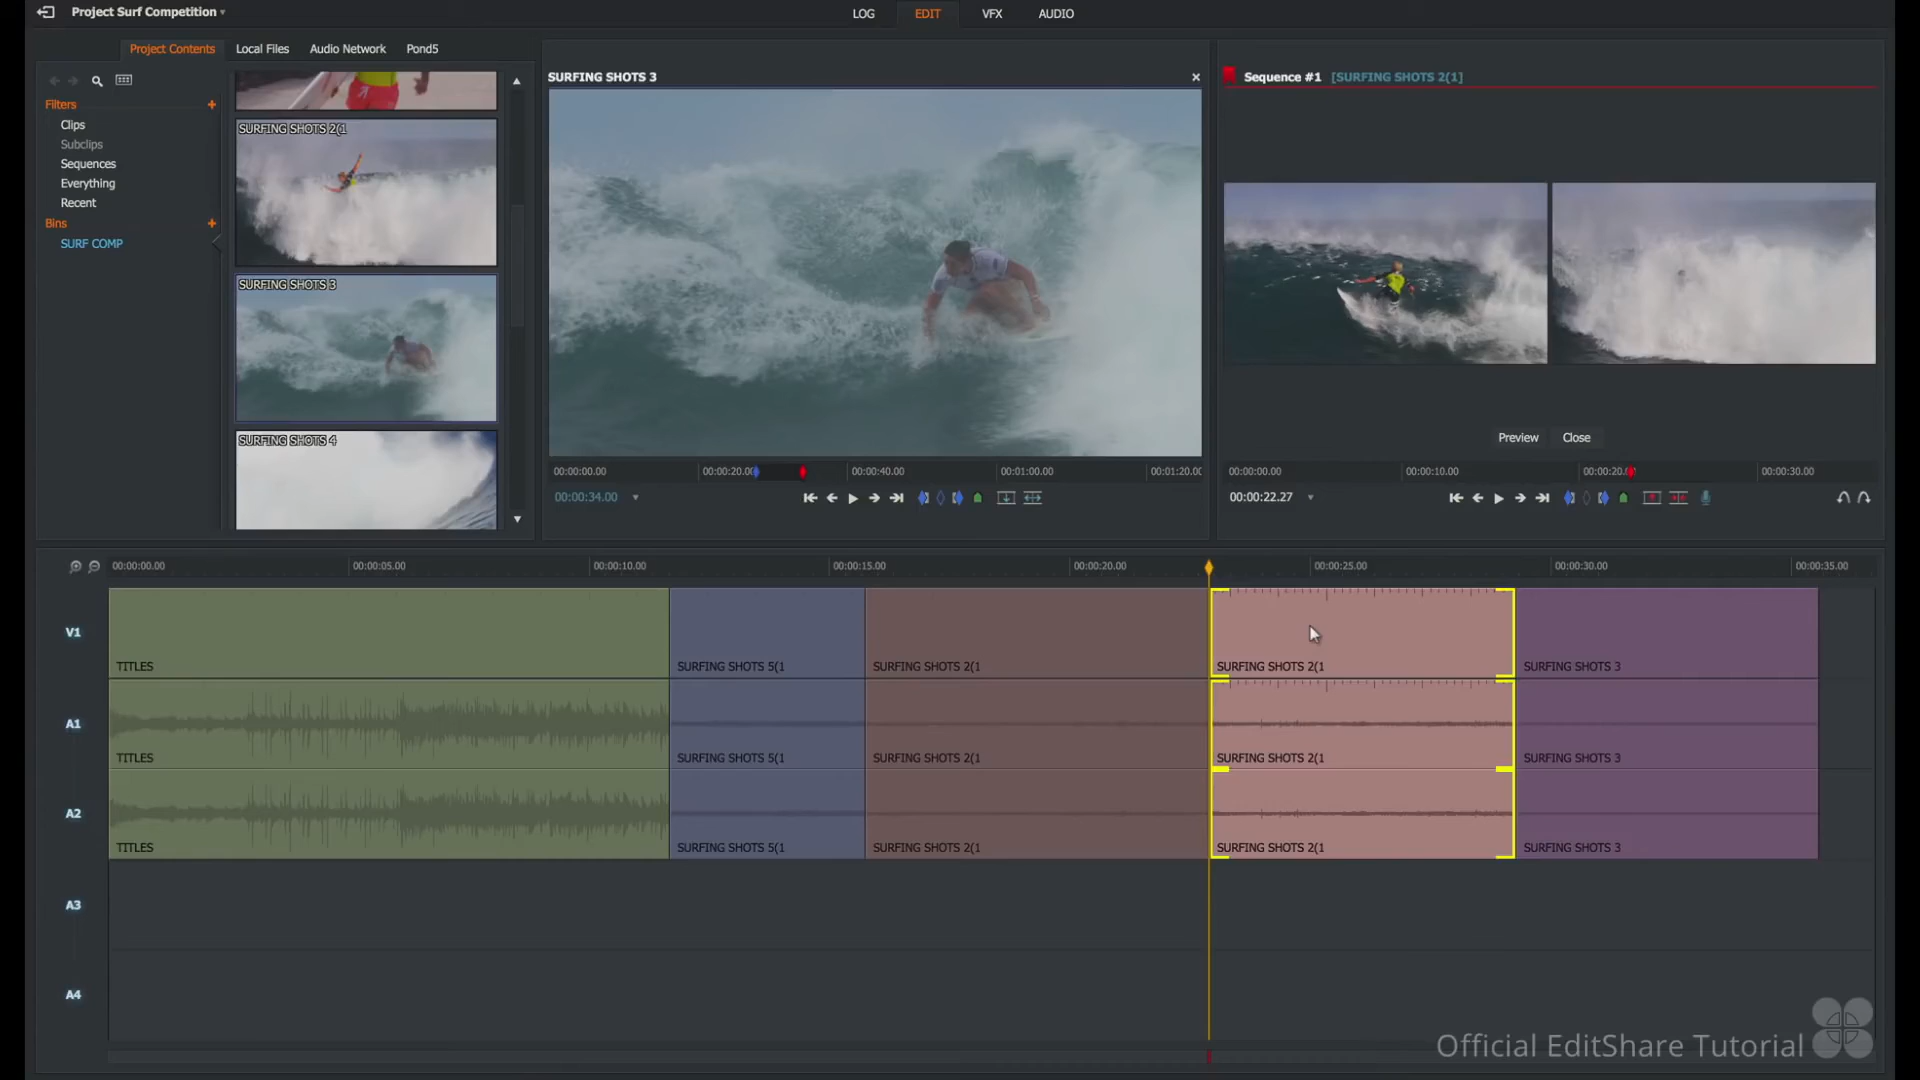 Project Surf Competition
LOG
EDIT
VFX
AUDIO
Project Contents
Local Files
Audio Network
Pond5
Filters
Clips
Subclips
Sequences
Everything
Recent
Bins
SURF COMP
SURFING SHOTS 2(1
SURFING SHOTS 3
SURFING SHOTS 4
SURFING SHOTS 3
00:00:00.00
00:00:20.00
00:00:40.00
00:01:00.00
00:01:20.00
00:00:34.00
Sequence #1 [SURFING SHOTS 2(1]
Preview
Close
00:00:00.00
00:00:10.00
00:00:20.0
00:00:30.00
00:00:22.27
00:00:00.00
00:00:05.00
00:00:10.00
00:00:15.00
00:00:20.00
00:00:25.00
00:00:30.00
00:00:35.00
V1
TITLES
SURFING SHOTS 5(1
SURFING SHOTS 2(1
SURFING SHOTS 2(1
SURFING SHOTS 3
A1
TITLES
SURFING SHOTS 5(1
SURFING SHOTS 2(1
SURFING SHOTS 2(1
SURFING SHOTS 3
A2
TITLES
SURFING SHOTS 5(1
SURFING SHOTS 2(1
SURFING SHOTS 2(1
SURFING SHOTS 3
A3
A4
Official EditShare Tutorial